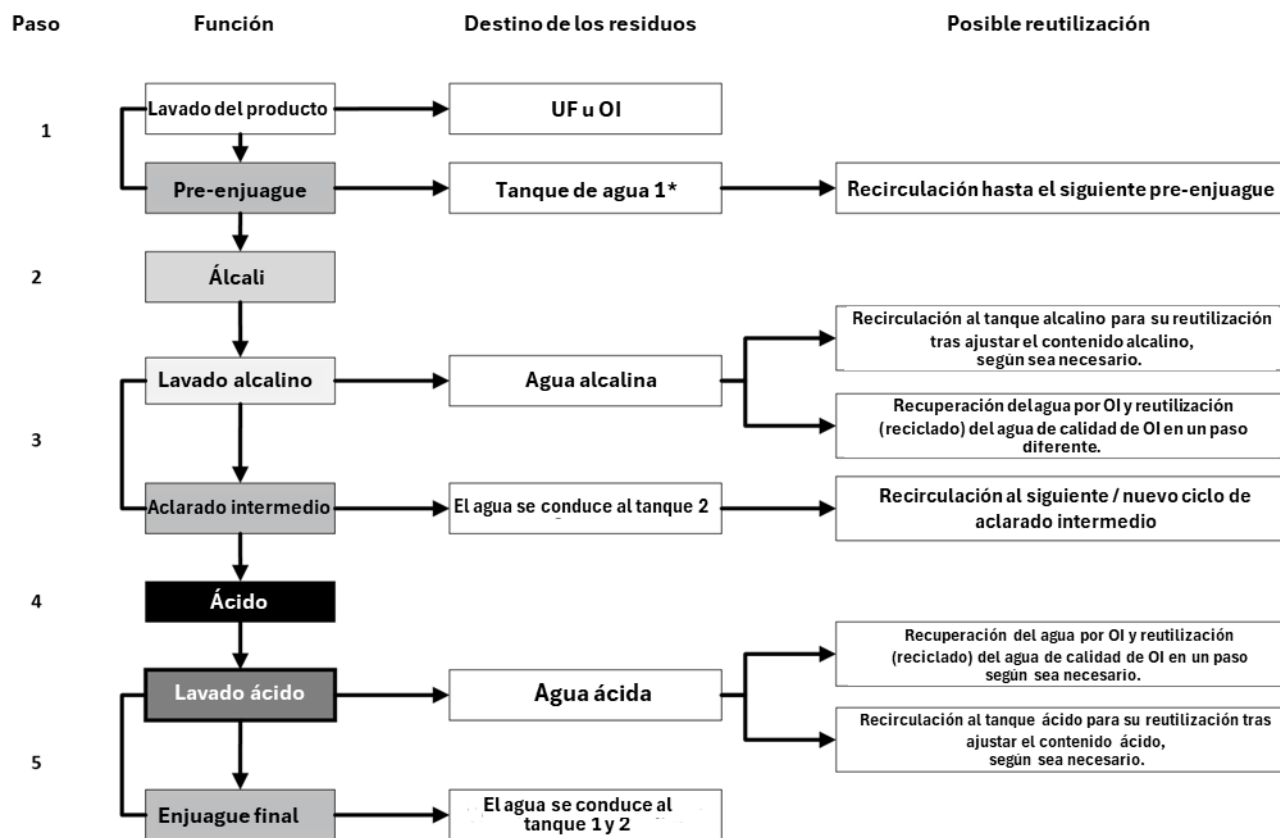 Paso Función Destino de los residuos Posible reutilización
1
Lavado del producto
UF u OI
Pre-enjuague
Tanque de agua 1*
Recirculación hasta el siguiente pre-enjuague
2
Álcali
3
Lavado alcalino
Agua alcalina
Recirculación al tanque alcalino para su reutilización
tras ajustar el contenido alcalino,
según sea necesario.
Recuperación del agua por OI y reutilización
(reciclado) del agua de calidad de OI en un paso
diferente.
Aclarado intermedio
El agua se conduce al tanque 2
Recirculación al siguiente / nuevo ciclo de
aclarado intermedio
4
Ácido
5
Lavado ácido
Agua ácida
Recuperación del agua por OI y reutilización
(reciclado) del agua de calidad de OI en un paso
según sea necesario.
Recirculación al tanque ácido para su reutilización tras
ajustar el contenido ácido,
según sea necesario.
Enjuague final
El agua se conduce al
tanque 1 y 2